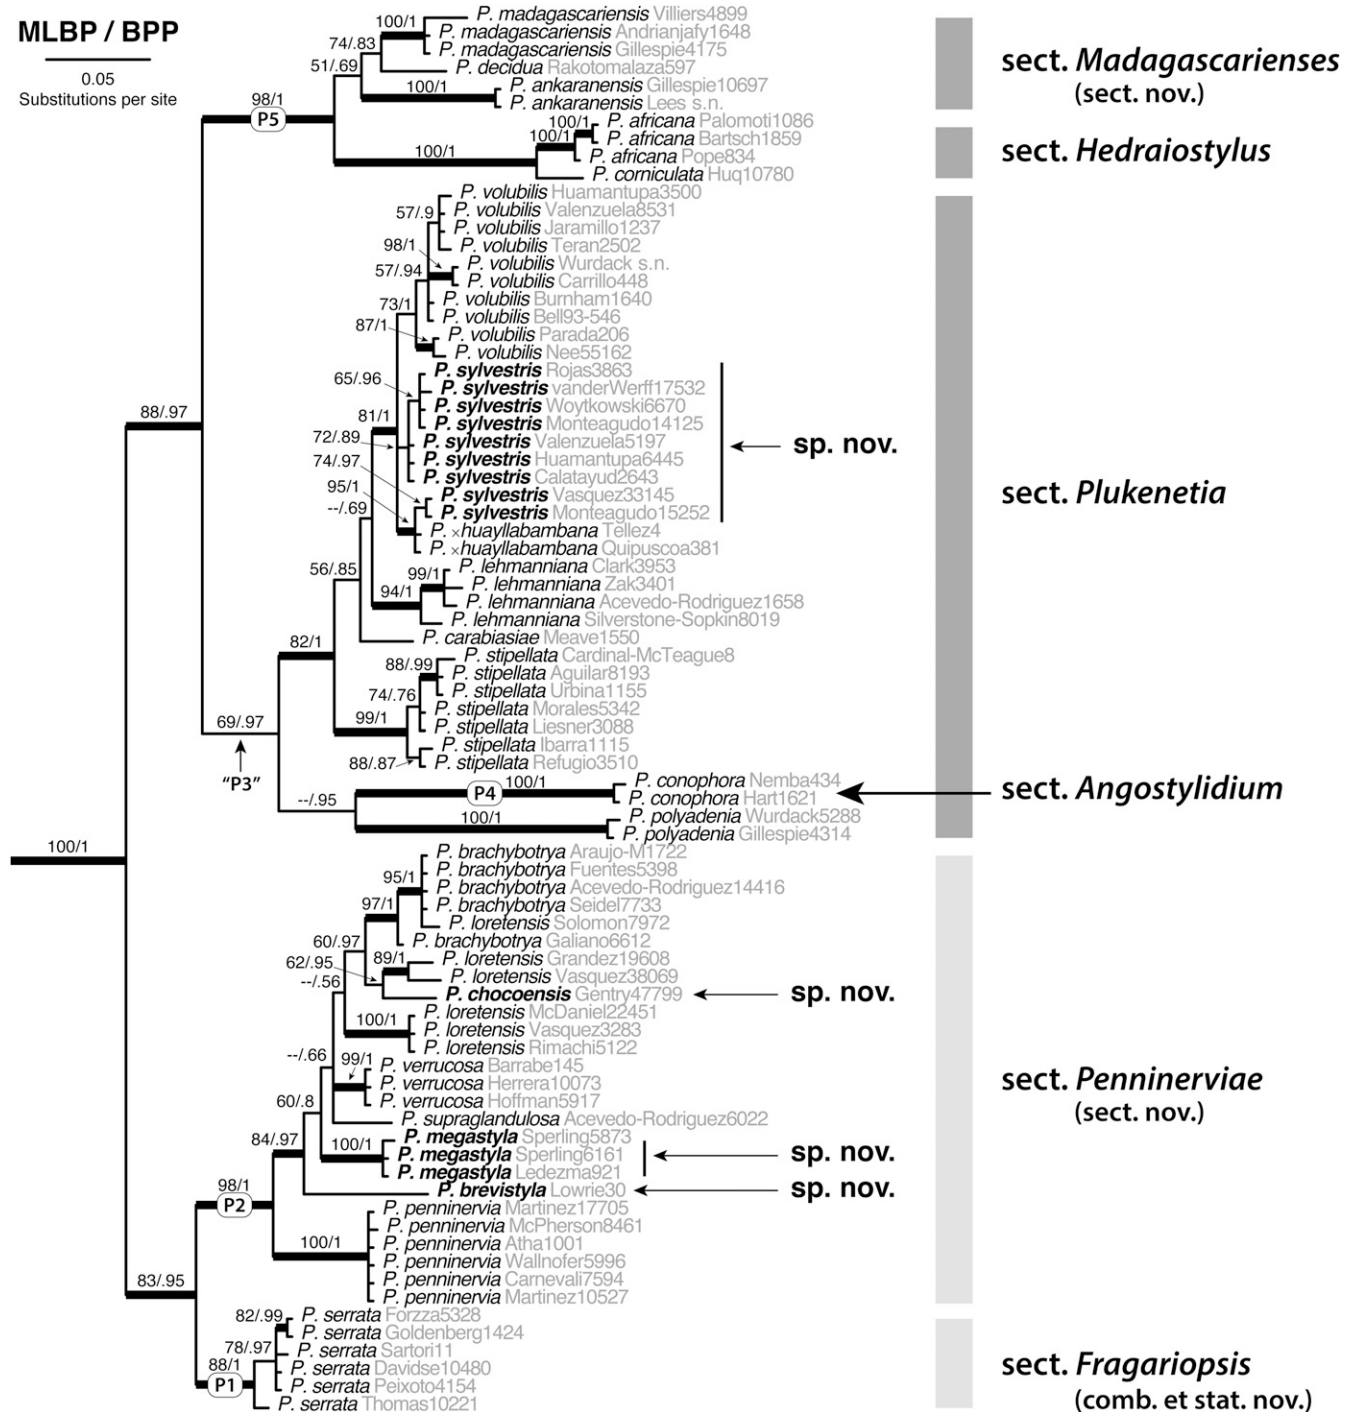 MLBP / BPP
0.05
Substitutions per site
100/1
P. madagascariensis Villiers4899
P. madagascariensis Andrianjafy1648
74/.83
P. madagascariensis Gillespie4175
51/.69
P. decidua Rakotomalaza597
100/1
P. ankaranensis Gillespie10697
P. ankaranensis Lees s.n.
sect. Madagascarienses
(sect. nov.)
98/1
P5
100/1
P. africana Palomoti1086
100/1
P. africana Bartsch1859
100/1
P. africana Pope834
P. corniculata Huq10780
sect. Hedraiostylus
P. volubilis Huamantupa3500
57/.9
P. volubilis Valenzuela8531
P. volubilis Jaramillo1237
98/1
P. volubilis Teran2502
57/.94
P. volubilis Wurdack s.n.
P. volubilis Carrillo448
73/1
P. volubilis Burnham1640
87/1
P. volubilis Bell93-546
P. volubilis Parada206
P. volubilis Nee55162
65/.96
P. sylvestris Rojas3863
P. sylvestris vanderWerff17532
P. sylvestris Woytkowski6670
81/1
P. sylvestris Monteagudo14125
88/.97
72/.89
P. sylvestris Valenzuela5197
sp. nov.
74/.97
P. sylvestris Huamantupa6445
95/1
P. sylvestris Calatayud2643
P. sylvestris Vasquez33145
sect. Plukenetia
--/.69
P. sylvestris Monteagudo15252
P. ×huayllabambana Tellez4
P. ×huayllabambana Quipuscoa381
56/.85
99/1
P. lehmanniana Clark3953
94/1
P. lehmanniana Zak3401
P. lehmanniana Acevedo-Rodriguez1658
P. lehmanniana Silverstone-Sopkin8019
82/1
P. carabiasiae Meave1550
88/.99
P. stipellata Cardinal-McTeague8
P. stipellata Aguilar8193
74/.76
P. stipellata Urbina1155
99/1
P. stipellata Morales5342
69/.97
P. stipellata Liesner3088
P. stipellata Ibarra1115
88/.87
P. stipellata Refugio3510
“P3”
100/1
P4
P. conophora Nemba434
--/.95
P. conophora Hart1621
sect. Angostylidium
100/1
P. polyadenia Wurdack5288
P. polyadenia Gillespie4314
100/1
P. brachybotrya Araujo-M1722
95/1
P. brachybotrya Fuentes5398
P. brachybotrya Acevedo-Rodriguez14416
97/1
P. brachybotrya Seidel7733
P. loretensis Solomon7972
60/.97
P. brachybotrya Galiano6612
62/.95
89/1
P. loretensis Grandez19608
--/.56
P. loretensis Vasquez38069
P. chocoensis Gentry47799
sp. nov.
100/1
P. loretensis McDaniel22451
P. loretensis Vasquez3283
P. loretensis Rimachi5122
--/.66
99/1
P. verrucosa Barrabe145
P. verrucosa Herrera10073
sect. Penninerviae
(sect. nov.)
60/.8
P. verrucosa Hoffman5917
P. supraglandulosa Acevedo-Rodriguez6022
84/.97
100/1
P. megastyla Sperling5873
P. megastyla Sperling6161
sp. nov.
P. megastyla Ledezma921
98/1
P2
P. brevistyla Lowrie30
sp. nov.
P. penninervia Martinez17705
P. penninervia McPherson8461
100/1
P. penninervia Atha1001
P. penninervia Wallnofer5996
83/.95
P. penninervia Carnevali7594
P. penninervia Martinez10527
82/.99
P. serrata Forzza5328
P. serrata Goldenberg1424
78/.97
P. serrata Sartori11
88/1
P1
P. serrata Davidse10480
P. serrata Peixoto4154
P. serrata Thomas10221
sect. Fragariopsis
(comb. et stat. nov.)